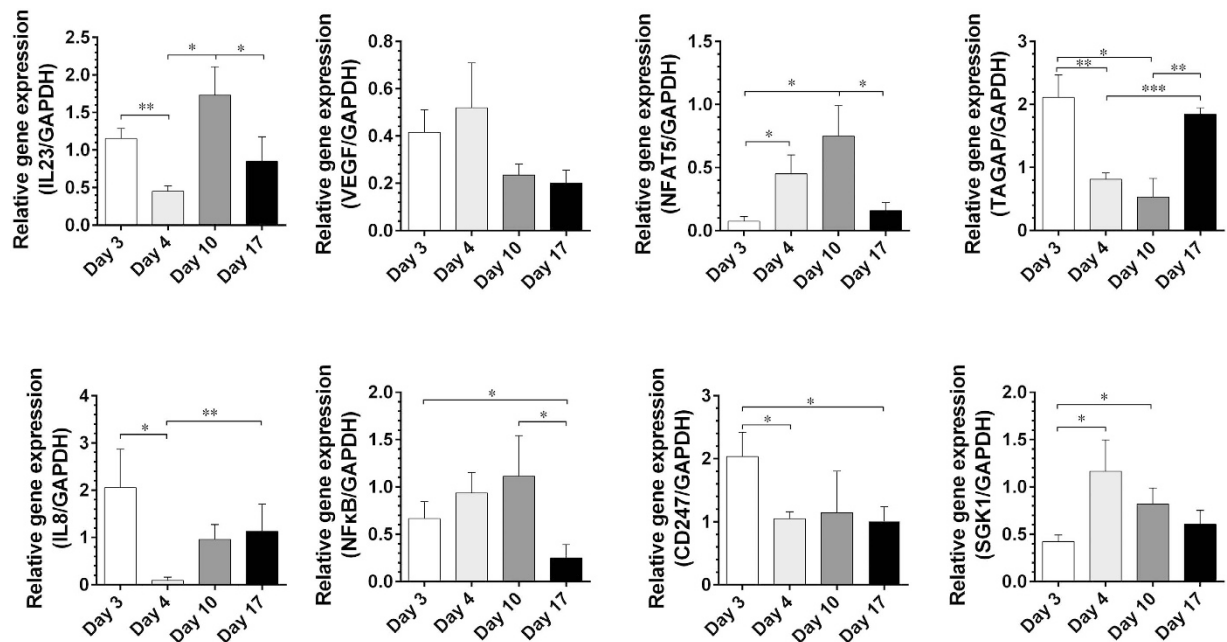 Relative gene expression
(IL23/GAPDH)
2.5
2.0
1.5
1.0
0.5
0.0
**
*
*
Day 3
Day 4
Day 10
Day 17
Relative gene expression
(VEGF/GAPDH)
0.8
0.6
0.4
0.2
0.0
Day 3
Day 4
Day 10
Day 17
Relative gene expression
(NFAT5/GAPDH)
1.5
1.0
0.5
0.0
*
*
*
Day 3
Day 4
Day 10
Day 17
Relative gene expression
(TAGAP/GAPDH)
3
2
1
0
*
**
**
***
Day 3
Day 4
Day 10
Day 17
Relative gene expression
(IL8/GAPDH)
4
3
2
1
0
*
**
Day 3
Day 4
Day 10
Day 17
Relative gene expression
(NFκB/GAPDH)
2.0
1.5
1.0
0.5
0.0
*
*
Day 3
Day 4
Day 10
Day 17
Relative gene expression
(CD247/GAPDH)
3
2
1
0
*
*
Day 3
Day 4
Day 10
Day 17
Relative gene expression
(SGK1/GAPDH)
2.0
1.5
1.0
0.5
0.0
*
*
Day 3
Day 4
Day 10
Day 17